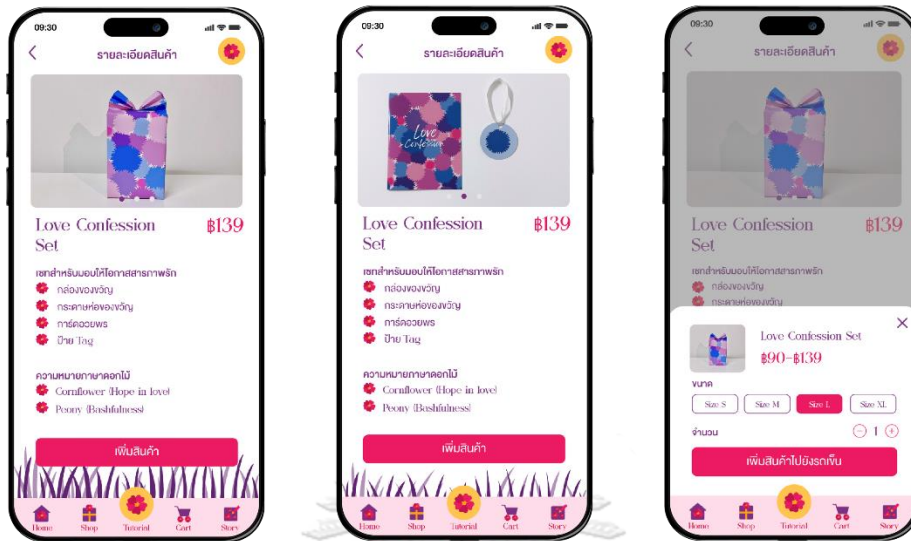 09:30
รายละเอียดสินค้า
Love Confession
Set
฿139
เซทสำหรับมอบให้โอกาสสารภาพรัก
กล่องของขวัญ
กระดาษห่อของขวัญ
การ์ดอวยพร
ป้าย Tag
ความหมายภาษาดอกไม้
Cornflower (Hope in love)
Peony (Bashfulness)
เพิ่มสินค้า
Home Shop Tutorial Cart Story
09:30
รายละเอียดสินค้า
Love
Confession
Love Confession
Set
฿139
เซทสำหรับมอบให้โอกาสสารภาพรัก
กล่องของขวัญ
กระดาษห่อของขวัญ
การ์ดอวยพร
ป้าย Tag
ความหมายภาษาดอกไม้
Cornflower (Hope in love)
Peony (Bashfulness)
เพิ่มสินค้า
Home Shop Tutorial Cart Story
09:30
รายละเอียดสินค้า
Love Confession
Set
฿139
เซทสำหรับมอบให้โอกาสสารภาพรัก
กล่องของขวัญ
กระดาษห่อของขวัญ
Love Confession Set
฿90-฿139
ขนาด
Size S Size M Size L Size XL
จำนวน
1
เพิ่มสินค้าไปยังรถเข็น
Home Shop Tutorial Cart Story